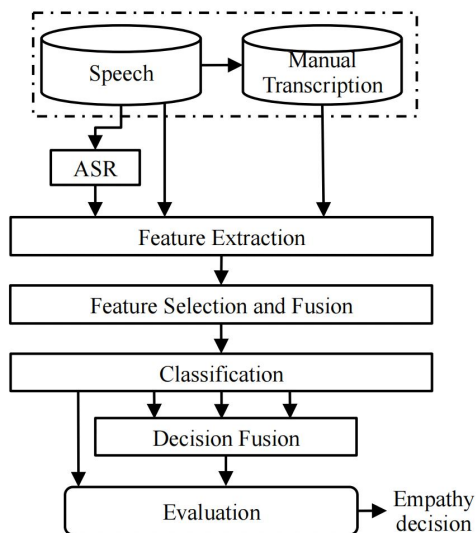 Speech
Manual
Transcription
ASR
Feature Extraction
Feature Selection and Fusion
Classification
Decision Fusion
Evaluation
Empathy
decision